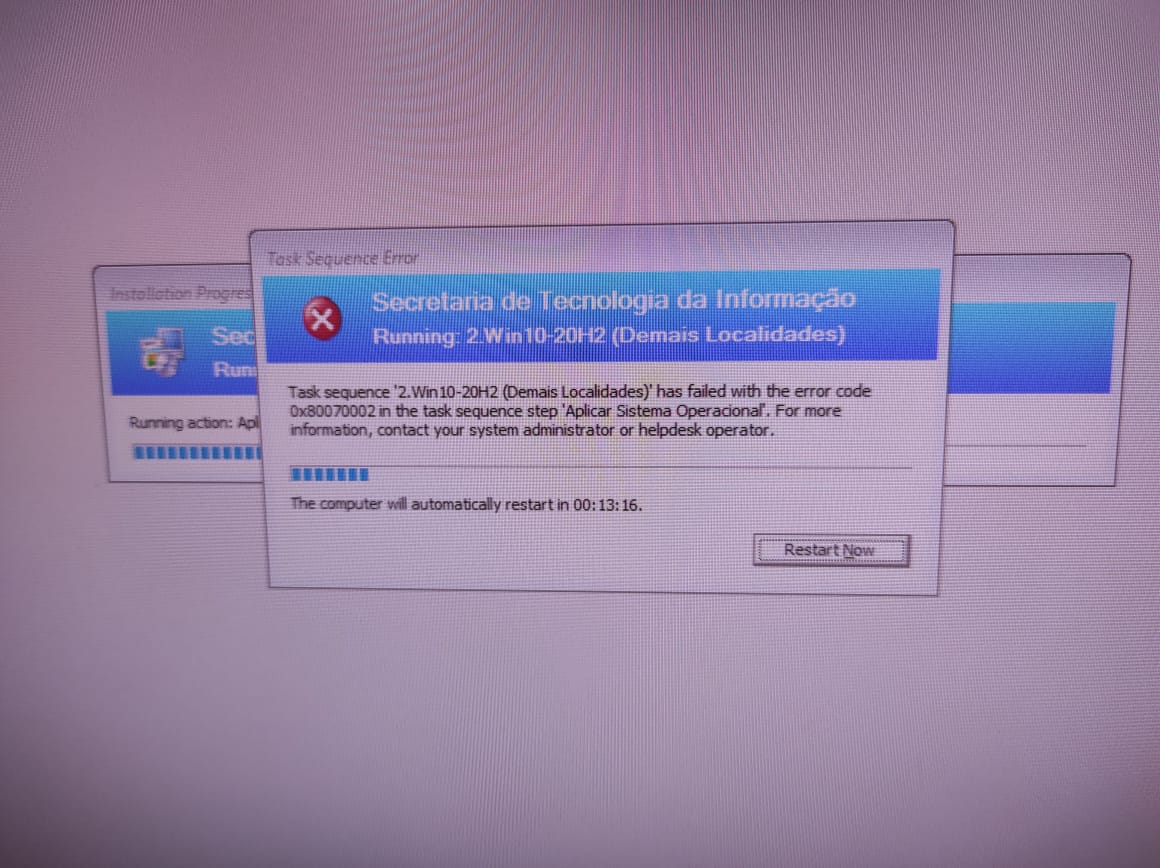 Task Sequence Error
Installation Progres
Secretaria de Tecnologia da Informação
Running: 2.Win10-20H2 (Demais Localidades)
Sec
Runn
Task sequence '2.Win10-20H2 (Demais Localidades)' has failed with the error code
0x80070002 in the task sequence step 'Aplicar Sistema Operacional'. For more
information, contact your system administrator or helpdesk operator.
Running action: Apl
The computer will automatically restart in 00:13:16.
Restart Now